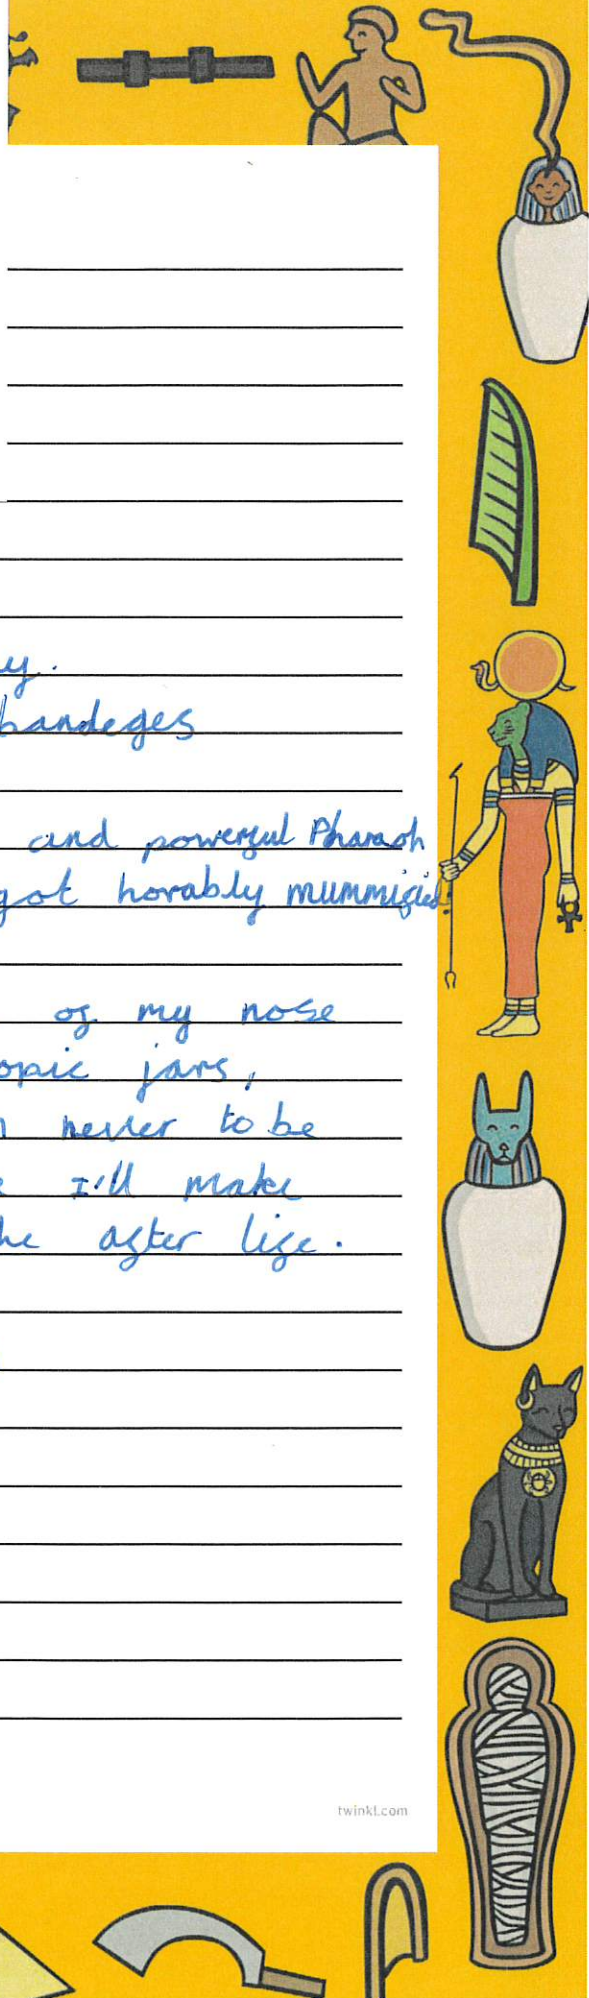 y.
bandeges
and powerful Pharaoh
got horably mummified
of my nose
opic jars,
never to be
I'll make
he after life.
twinkl.com